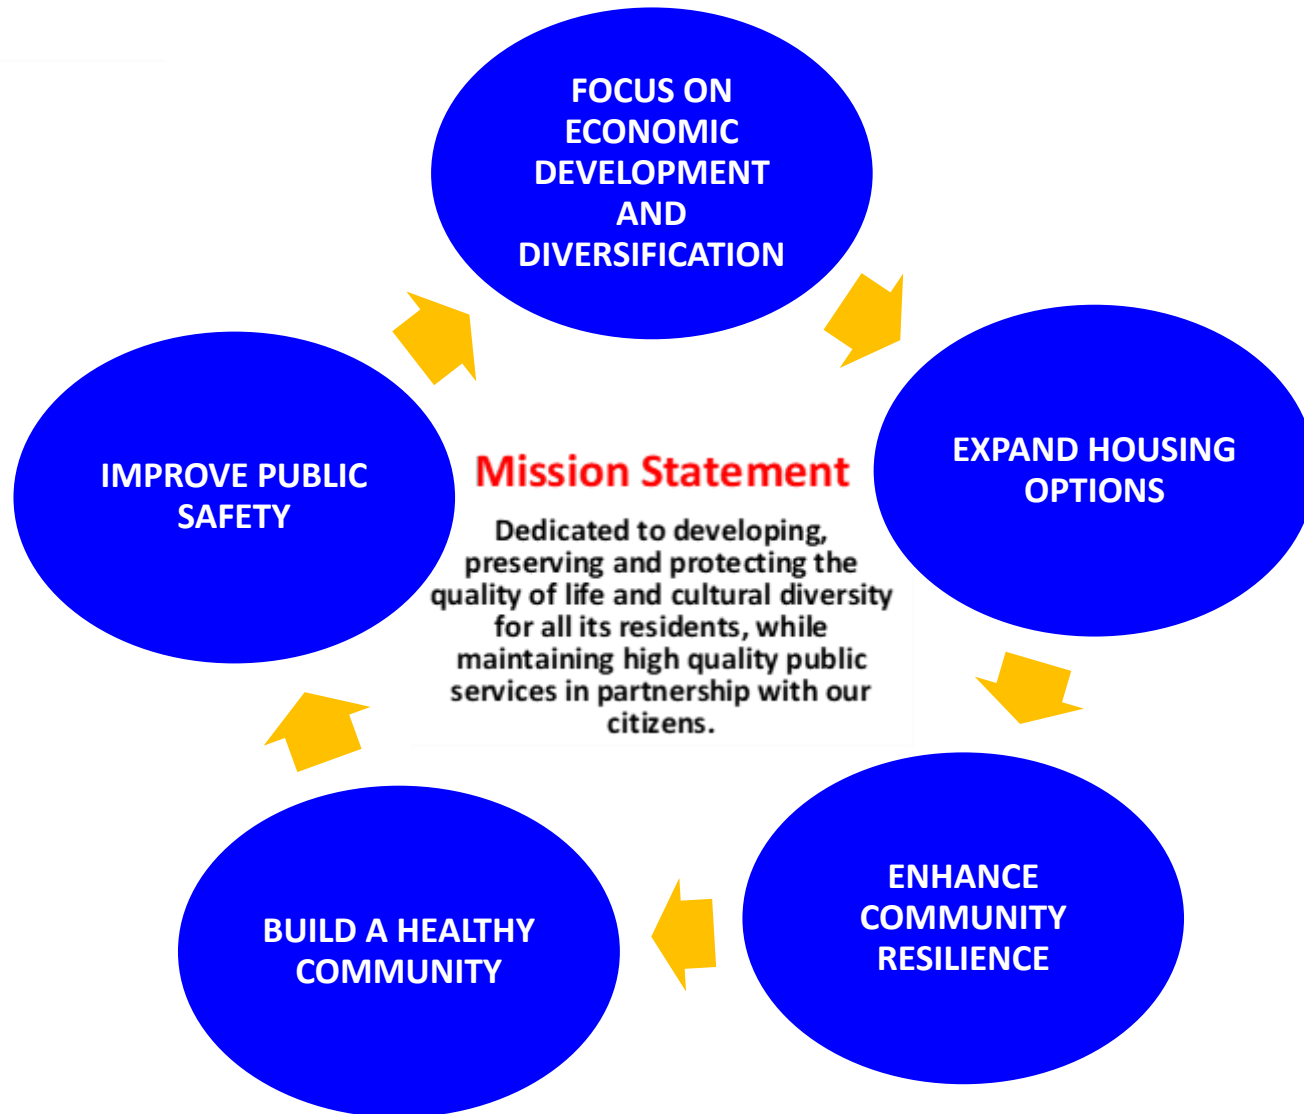 FOCUS ON
ECONOMIC
DEVELOPMENT
AND
DIVERSIFICATION
EXPAND HOUSING
OPTIONS
ENHANCE
COMMUNITY
RESILIENCE
BUILD A HEALTHY
COMMUNITY
IMPROVE PUBLIC
SAFETY
Mission Statement
Dedicated to developing,
preserving and protecting the
quality of life and cultural diversity
for all its residents, while
maintaining high quality public
services in partnership with our
citizens.